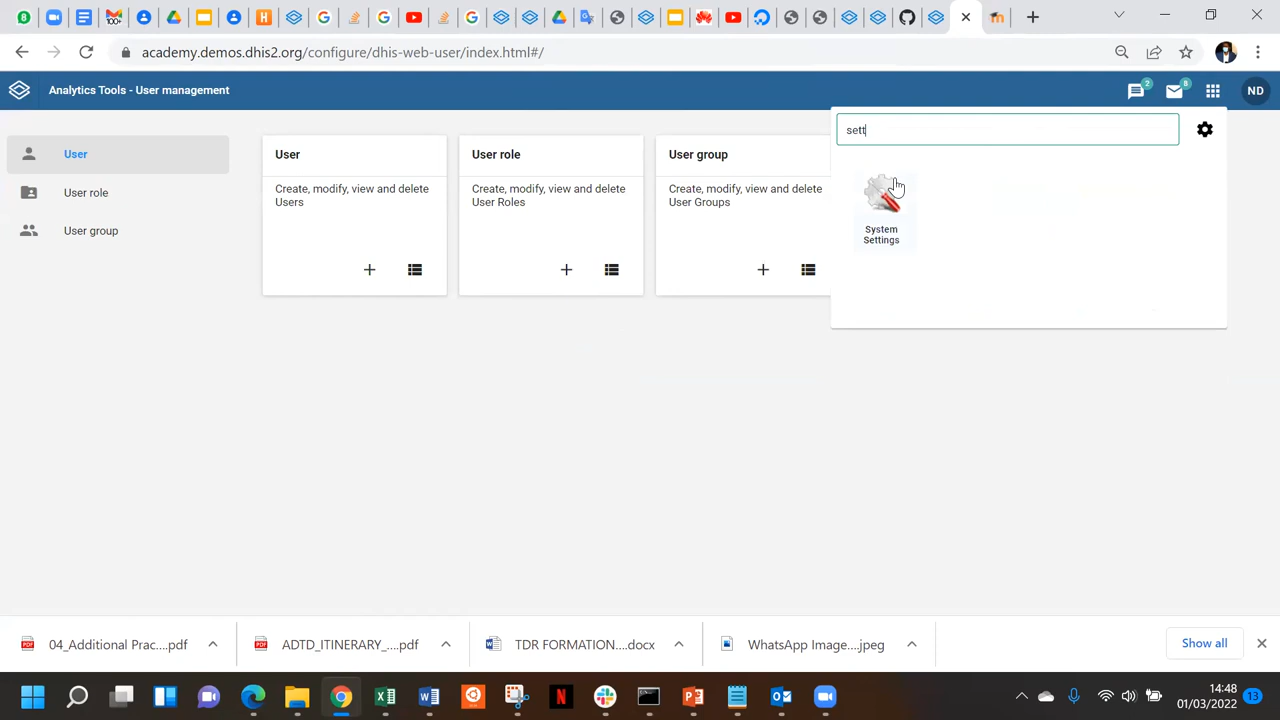 academy.demos.dhis2.org/configure/dhis-web-user/index.html#/
Analytics Tools - User management
2
8
ND
sett
User
User role
User group
User
Create, modify, view and delete
Users
User role
Create, modify, view and delete
User Roles
User group
Create, modify, view and delete
User Groups
System
Settings
04_Additional Prac....pdf
ADTD_ITINERARY_....pdf
TDR FORMATION....docx
WhatsApp Image....jpeg
Show all
14:48
01/03/2022
13